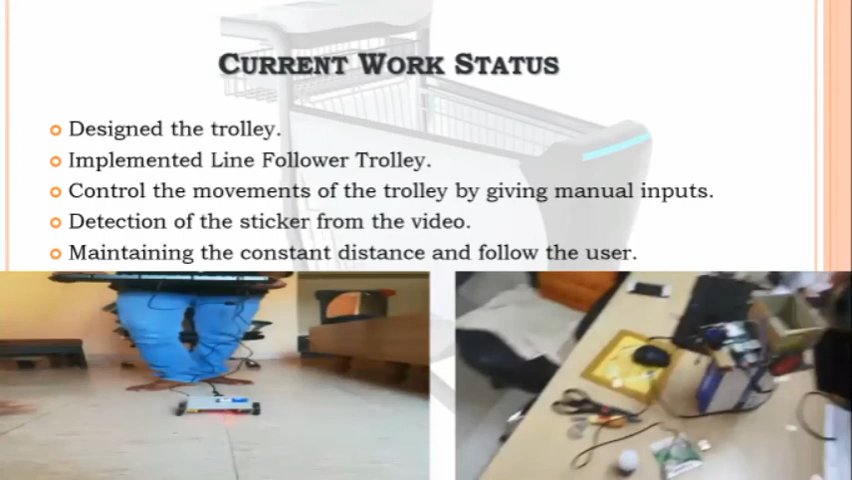 CURRENT WORK STATUS
Designed the trolley.
Implemented Line Follower Trolley.
Control the movements of the trolley by giving manual inputs.
Detection of the sticker from the video.
Maintaining the constant distance and follow the user.